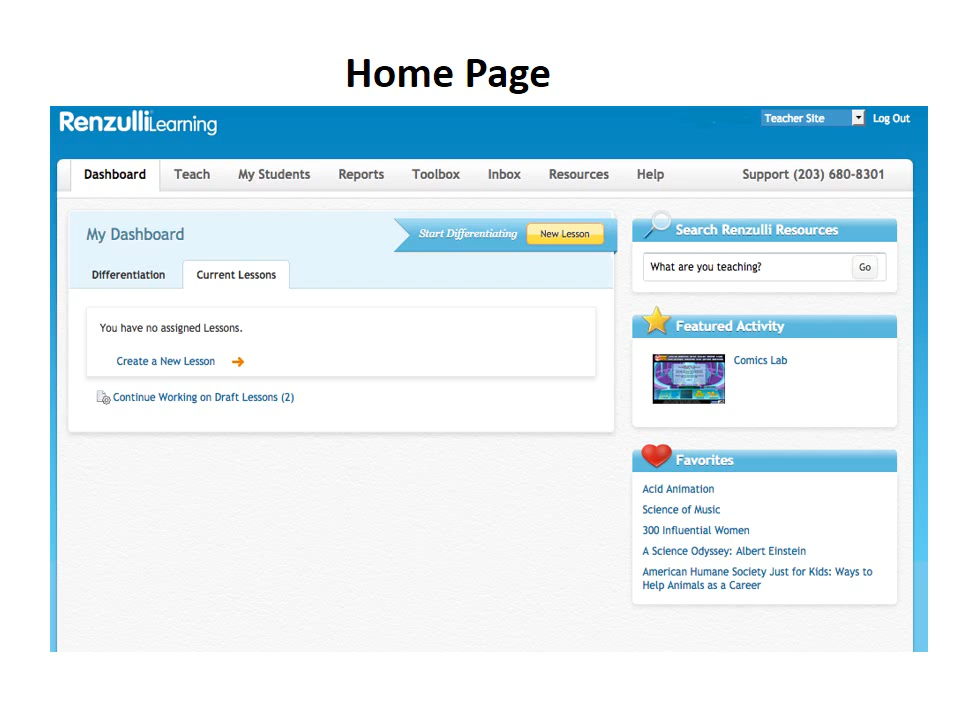 Home Page
RenzulliLearning
Teacher Site Log Out
Dashboard Teach My Students Reports Toolbox Inbox Resources Help Support (203) 680-8301
My Dashboard
Start Differentiating New Lesson
Differentiation Current Lessons
You have no assigned Lessons.
Create a New Lesson
Continue Working on Draft Lessons (2)
Search Renzulli Resources
What are you teaching? Go
Featured Activity
Comics Lab
Favorites
Acid Animation
Science of Music
300 Influential Women
A Science Odyssey: Albert Einstein
American Humane Society Just for Kids: Ways to
Help Animals as a Career